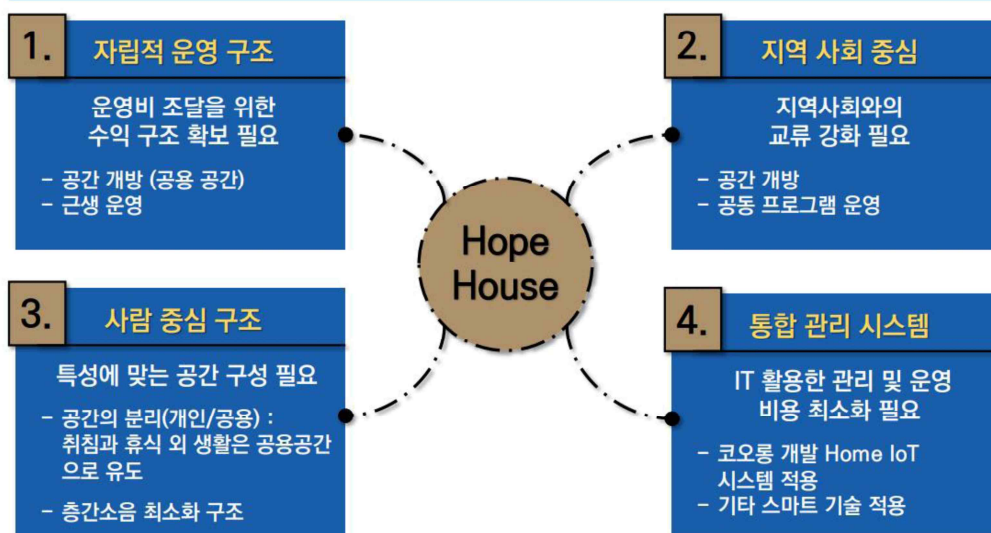 1.
자립적 운영 구조
운영비 조달을 위한
수익 구조 확보 필요
- 공간 개방 (공용 공간)
- 근생 운영
2.
지역 사회 중심
지역사회와의
교류 강화 필요
- 공간 개방
- 공동 프로그램 운영
Hope
House
3.
사람 중심 구조
특성에 맞는 공간 구성 필요
- 공간의 분리(개인/공용) :
취침과 휴식 외 생활은 공용공간
으로 유도
- 층간소음 최소화 구조
4.
통합 관리 시스템
IT 활용한 관리 및 운영
비용 최소화 필요
- 코오롱 개발 Home IoT
시스템 적용
- 기타 스마트 기술 적용